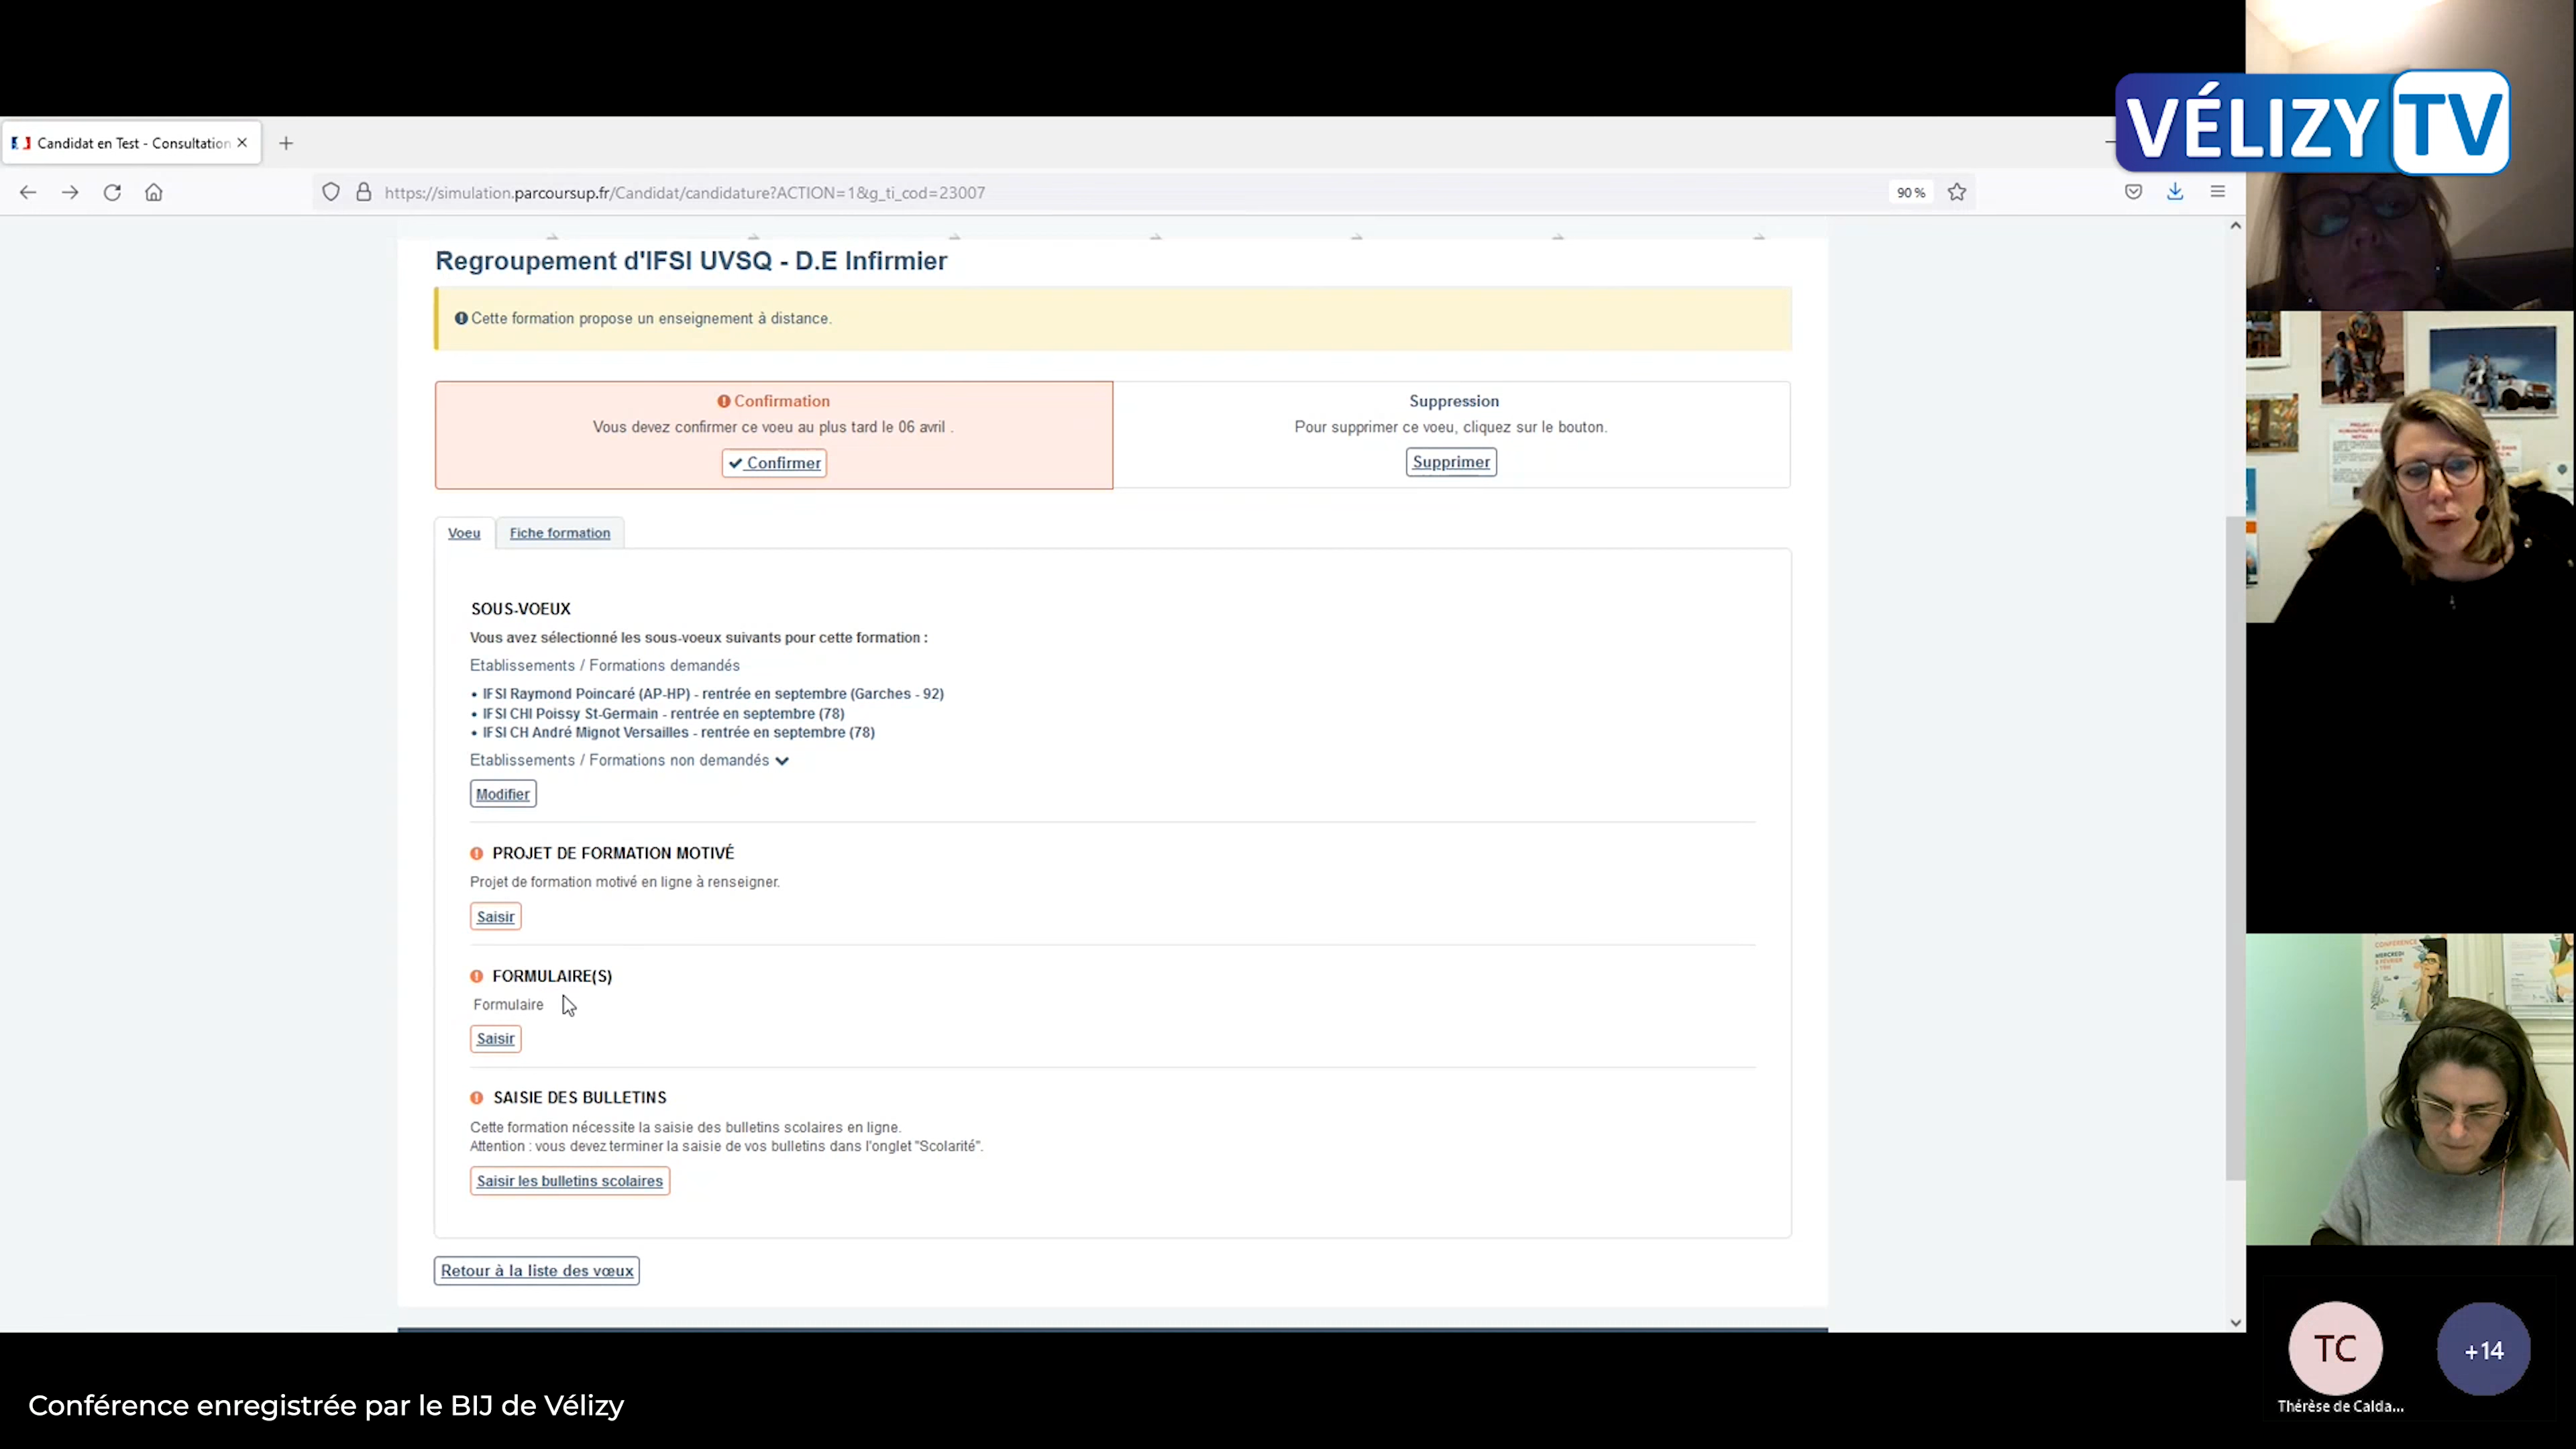 VÉLIZY TV
Candidat en Test - Consultation
https://simulation.parcoursup.fr/Candidat/candidature?ACTION=1&g_ti_cod=23007
90 %
Regroupement d'IFSI UVSQ - D.E Infirmier
Cette formation propose un enseignement à distance.
Confirmation
Vous devez confirmer ce voeu au plus tard le 06 avril .
Confirmer
Suppression
Pour supprimer ce voeu, cliquez sur le bouton.
Supprimer
Voeu
Fiche formation
SOUS-VOEUX
Vous avez sélectionné les sous-voeux suivants pour cette formation :
Etablissements / Formations demandés
• IFSI Raymond Poincaré (AP-HP) - rentrée en septembre (Garches - 92)
• IFSI CHI Poissy St-Germain - rentrée en septembre (78)
• IFSI CH André Mignot Versailles - rentrée en septembre (78)
Etablissements / Formations non demandés
Modifier
PROJET DE FORMATION MOTIVÉ
Projet de formation motivé en ligne à renseigner.
Saisir
FORMULAIRE(S)
Formulaire
Saisir
SAISIE DES BULLETINS
Cette formation nécessite la saisie des bulletins scolaires en ligne.
Attention : vous devez terminer la saisie de vos bulletins dans l'onglet "Scolarité".
Saisir les bulletins scolaires
Retour à la liste des vœux
CONFÉRENCE
MERCREDI
TC
+14
Thérèse de Calda...
Conférence enregistrée par le BIJ de Vélizy